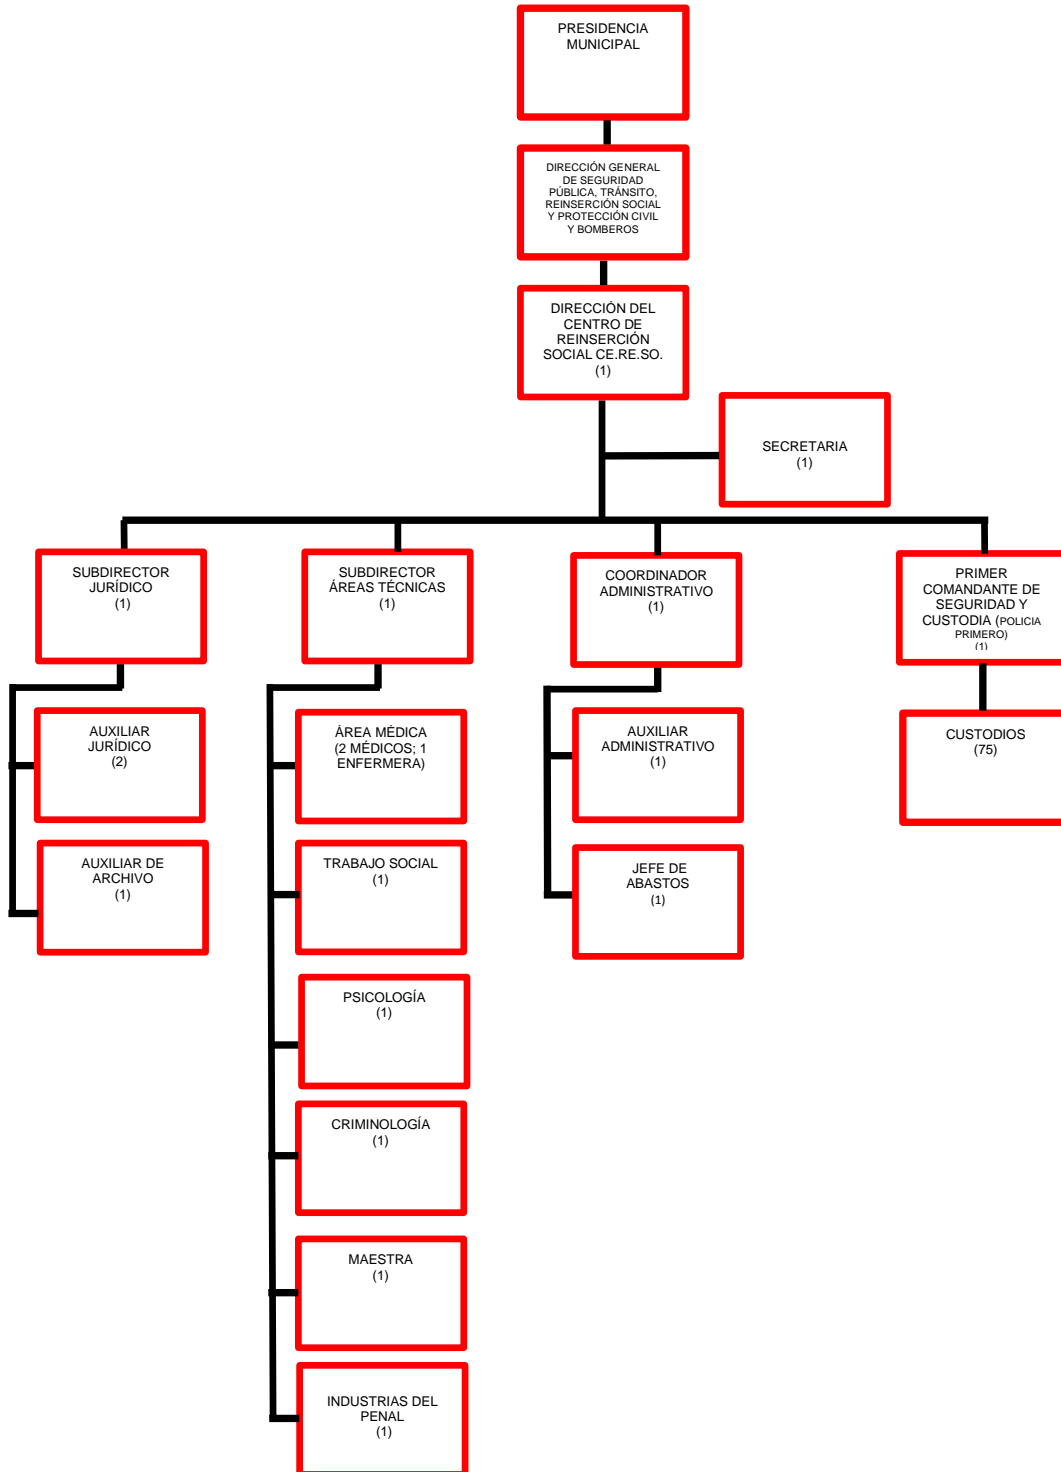 PRESIDENCIA
MUNICIPAL
DIRECCIÓN GENERAL
DE SEGURIDAD
PÚBLICA, TRÁNSITO,
REINSERCIÓN SOCIAL
Y PROTECCIÓN CIVIL
Y BOMBEROS
DIRECCIÓN DEL
CENTRO DE
REINSERCIÓN
SOCIAL CE.RE.SO.
(1)
SECRETARIA
(1)
SUBDIRECTOR
JURÍDICO
(1)
SUBDIRECTOR
ÁREAS TÉCNICAS
(1)
COORDINADOR
ADMINISTRATIVO
(1)
PRIMER
COMANDANTE DE
SEGURIDAD Y
CUSTODIA (POLICIA
PRIMERO)
(1)
AUXILIAR
JURÍDICO
(2)
ÁREA MÉDICA
(2 MÉDICOS; 1
ENFERMERA)
AUXILIAR
ADMINISTRATIVO
(1)
CUSTODIOS
(75)
AUXILIAR DE
ARCHIVO
(1)
TRABAJO SOCIAL
(1)
JEFE DE
ABASTOS
(1)
PSICOLOGÍA
(1)
CRIMINOLOGÍA
(1)
MAESTRA
(1)
INDUSTRIAS DEL
PENAL
(1)